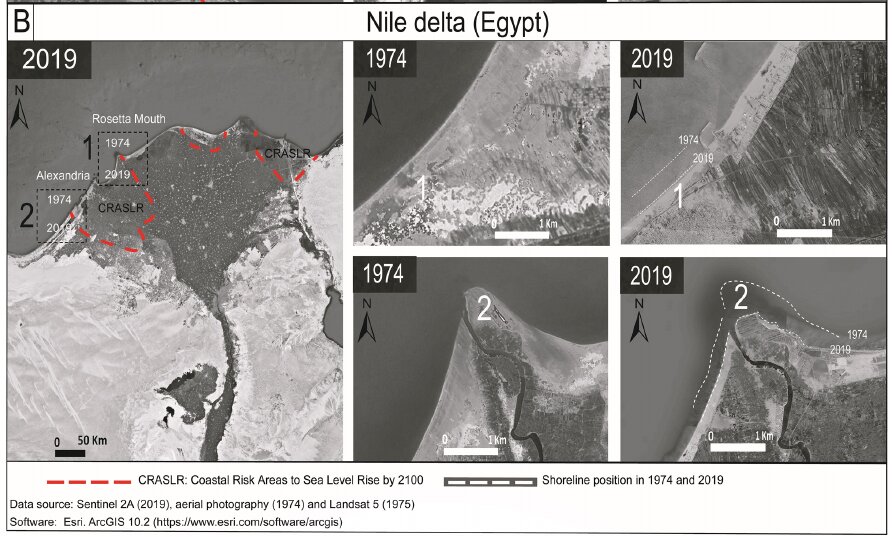 B
Nile delta (Egypt)
2019
N
Rosetta Mouth
1
1974
2019
CRASLR
Alexandria
2
1974
2019
CRASLR
0 50 Km
1974
N
1
0 1 Km
2019
N
1974
2019
1
0 1 Km
1974
N
2
0 1 Km
2019
N
2
1974
2019
0 1 Km
CRASLR: Coastal Risk Areas to Sea Level Rise by 2100
Shoreline position in 1974 and 2019
Data source: Sentinel 2A (2019), aerial photography (1974) and Landsat 5 (1975)
Software: Esri. ArcGIS 10.2 (https://www.esri.com/software/arcgis)